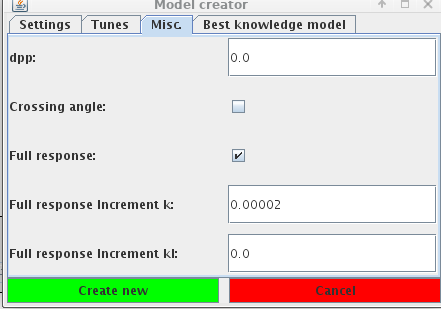 Model creator
Settings Tunes Misc. Best knowledge model
dpp: 0.0
Crossing angle:
Full response:
Full response Increment k: 0.00002
Full response Increment kl: 0.0
Create new Cancel